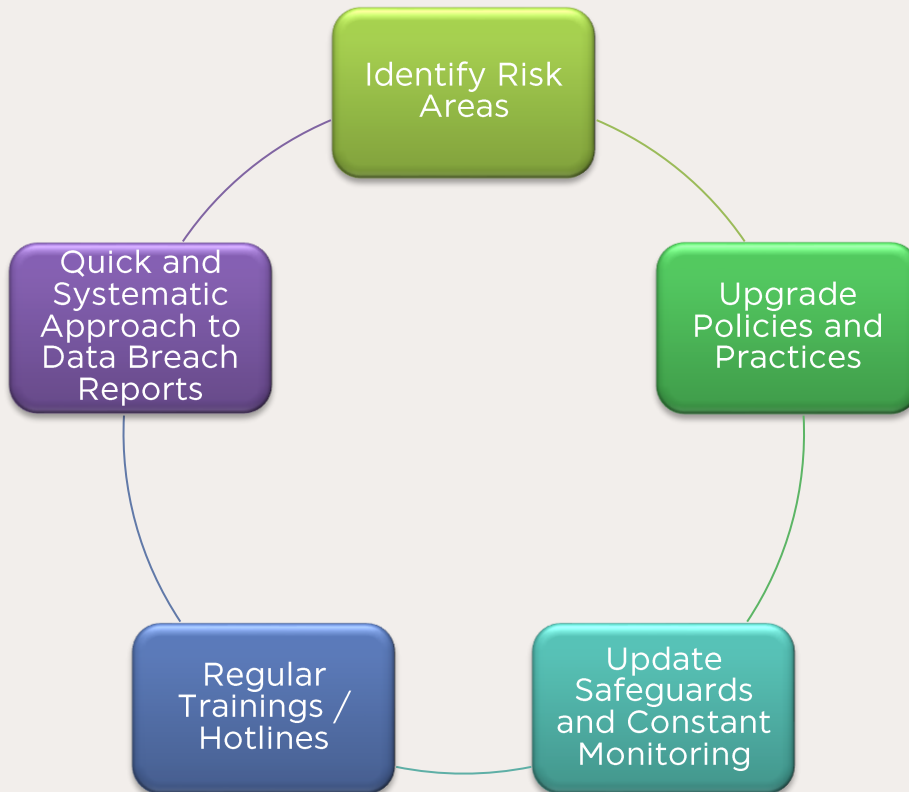 Identify Risk
Areas
Upgrade
Policies and
Practices
Update
Safeguards
and Constant
Monitoring
Regular
Trainings /
Hotlines
Quick and
Systematic
Approach to
Data Breach
Reports